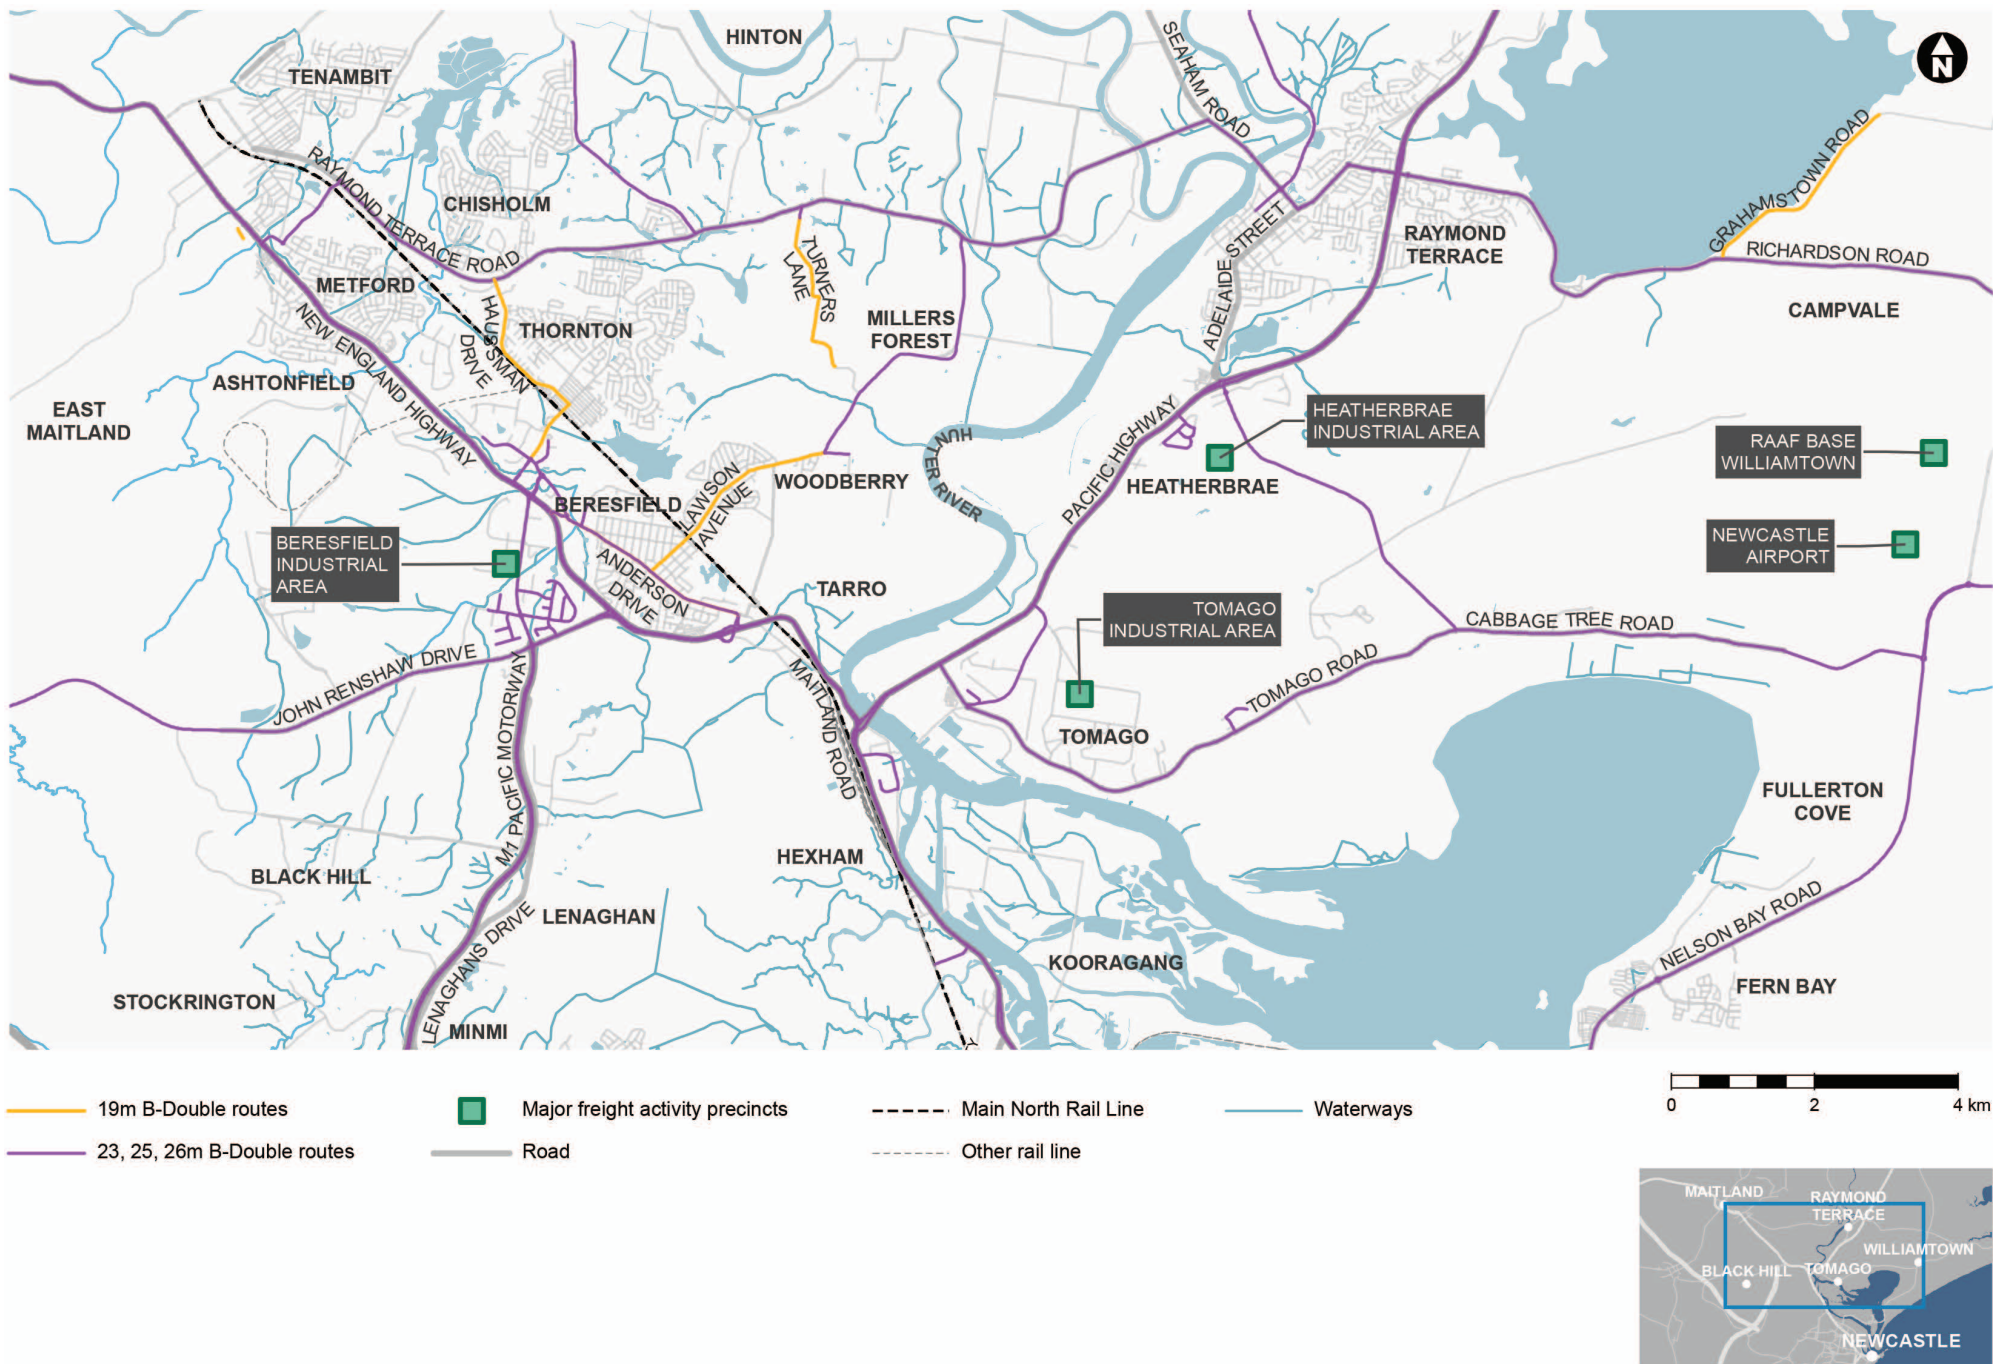 HINTON
TENAMBIT
SEAHAM ROAD
N
RAYMOND TERRACE ROAD
CHISHOLM
GRAHAMSTOWN ROAD
ADELAIDE STREET
RAYMOND
TERRACE
RICHARDSON ROAD
TURNERS
LANE
METFORD
HAUSSMAN
DRIVE
THORNTON
MILLERS
FOREST
CAMPVALE
NEW ENGLAND HIGHWAY
ASHTONFIELD
EAST
MAITLAND
PACIFIC HIGHWAY
HEATHERBRAE
INDUSTRIAL AREA
HUNTER RIVER
RAAF BASE
WILLIAMTOWN
LAWSON
AVENUE
WOODBERRY
HEATHERBRAE
BERESFIELD
BERESFIELD
INDUSTRIAL
AREA
NEWCASTLE
AIRPORT
ANDERSON
DRIVE
TARRO
TOMAGO
INDUSTRIAL AREA
CABBAGE TREE ROAD
JOHN RENSHAW DRIVE
M1 PACIFIC MOTORWAY
MAITLAND ROAD
TOMAGO ROAD
TOMAGO
FULLERTON
COVE
HEXHAM
BLACK HILL
LENAGHAN
LENAGHANS DRIVE
NELSON BAY ROAD
KOORAGANG
FERN BAY
STOCKRINGTON
MINMI
19m B-Double routes
Major freight activity precincts
Main North Rail Line
Waterways
0 2 4 km
23, 25, 26m B-Double routes
Road
Other rail line
MAITLAND
RAYMOND
TERRACE
WILLIAMTOWN
BLACK HILL
TOMAGO
NEWCASTLE